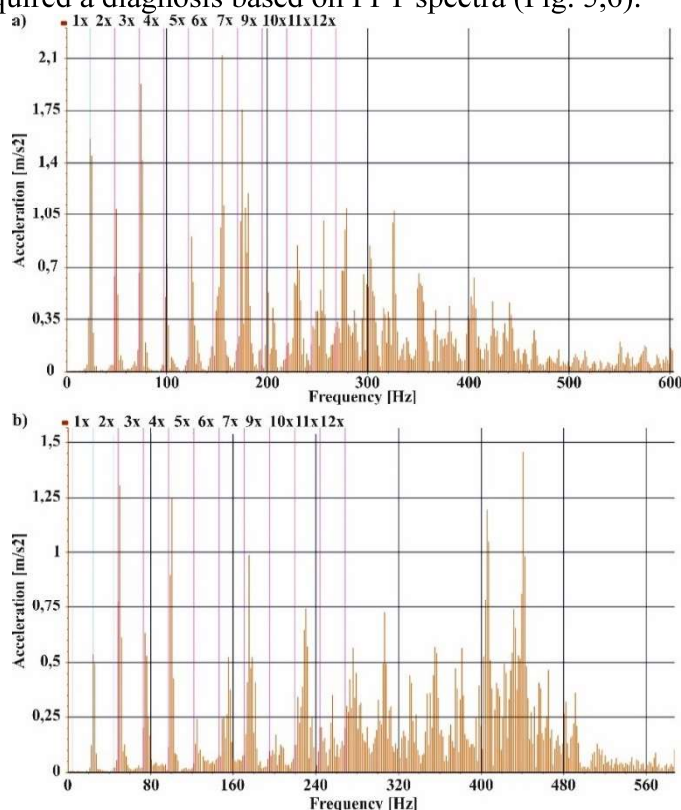 quired a diagnosis based on FFT spectra (Fig. 5,6).
a) 1x 2x 3x 4x 5x 6x 7x 9x 10x11x12x
2,1
1,75
1,4
1,05
0,7
0,35
0
Acceleration [m/s2]
0 100 200 300 400 500 600
Frequency [Hz]
b) 1x 2x 3x 4x 5x 6x 7x 9x 10x11x12x
1,5
1,25
1
0,75
0,5
0,25
0
Acceleration [m/s2]
0 80 160 240 320 400 480 560
Frequency [Hz]